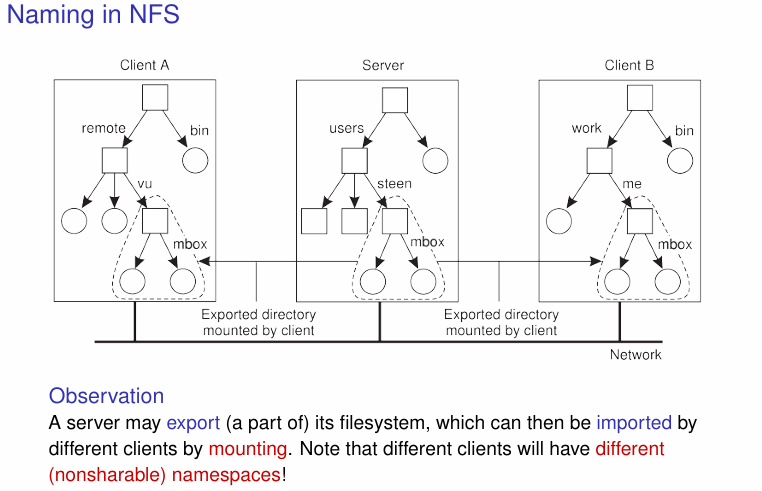 Naming in NFS
Client A
Server
Client B
remote
bin
users
work
bin
vu
steen
me
mbox
mbox
mbox
Exported directory
mounted by client
Exported directory
mounted by client
Network
Observation
A server may export (a part of) its filesystem, which can then be imported by
different clients by mounting. Note that different clients will have different
(nonsharable) namespaces!